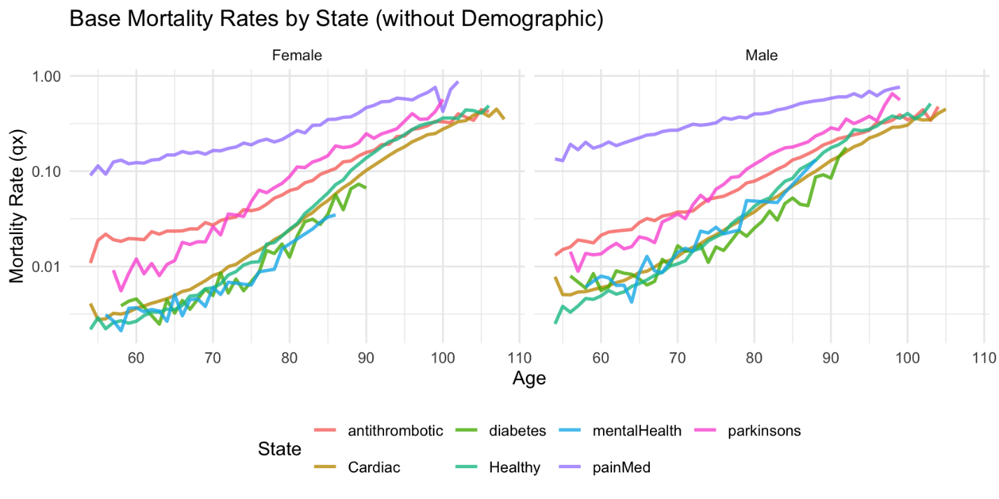 Base Mortality Rates by State (without Demographic)
Female
Male
1.00
0.10
0.01
Mortality Rate (qx)
60 70 80 90 100 110
60 70 80 90 100 110
Age
State
antithrombotic diabetes mentalHealth parkinsons
Cardiac Healthy painMed